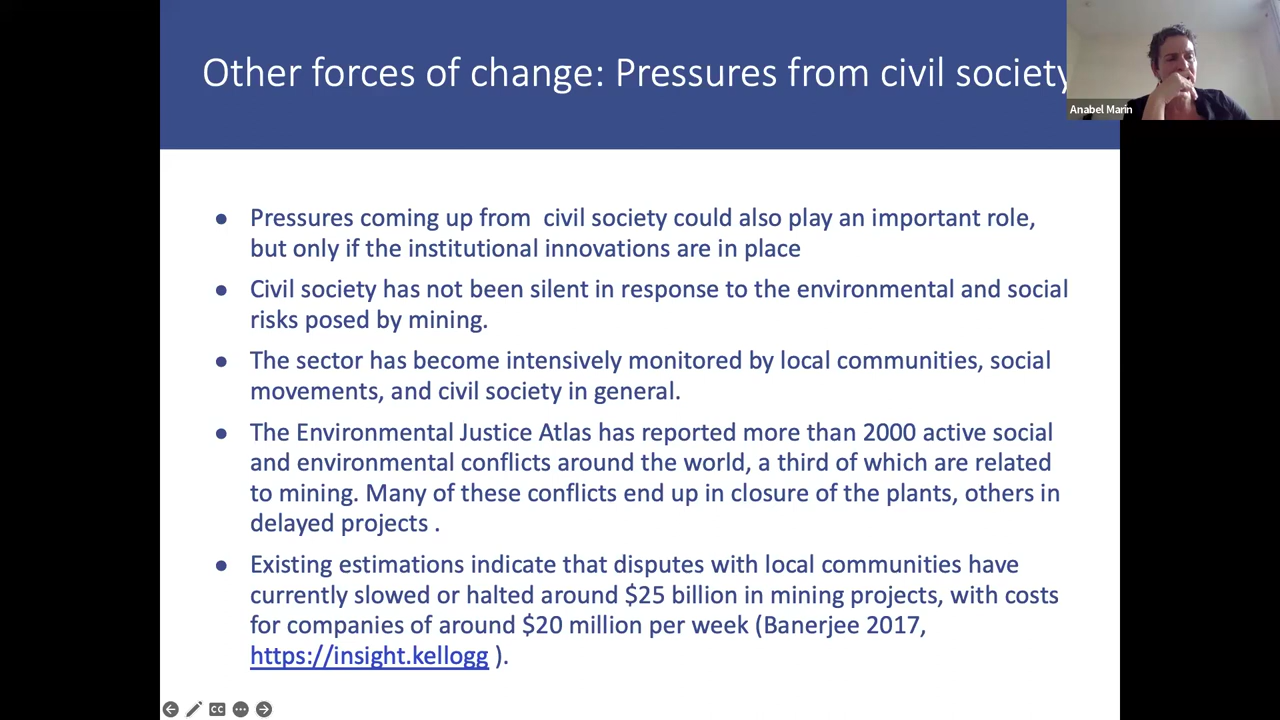 Other forces of change: Pressures from civil society
Anabel Marín
● Pressures coming up from civil society could also play an important role,
but only if the institutional innovations are in place
● Civil society has not been silent in response to the environmental and social
risks posed by mining.
● The sector has become intensively monitored by local communities, social
movements, and civil society in general.
● The Environmental Justice Atlas has reported more than 2000 active social
and environmental conflicts around the world, a third of which are related
to mining. Many of these conflicts end up in closure of the plants, others in
delayed projects .
● Existing estimations indicate that disputes with local communities have
currently slowed or halted around $25 billion in mining projects, with costs
for companies of around $20 million per week (Banerjee 2017,
https://insight.kellogg ).
CC